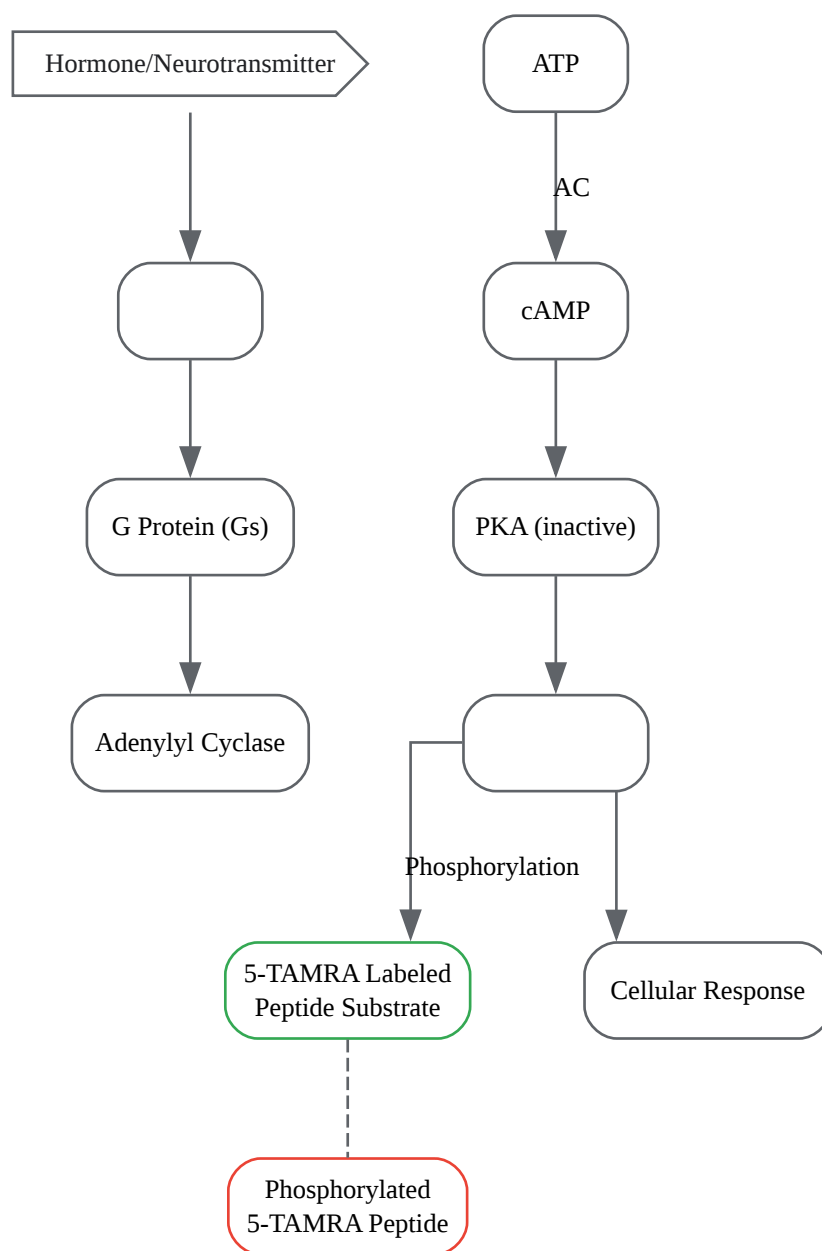 Hormone/Neurotransmitter
ATP
AC
cAMP
G Protein (Gs)
PKA (inactive)
Adenylyl Cyclase
Phosphorylation
5-TAMRA Labeled
Peptide Substrate
Cellular Response
Phosphorylated
5-TAMRA Peptide